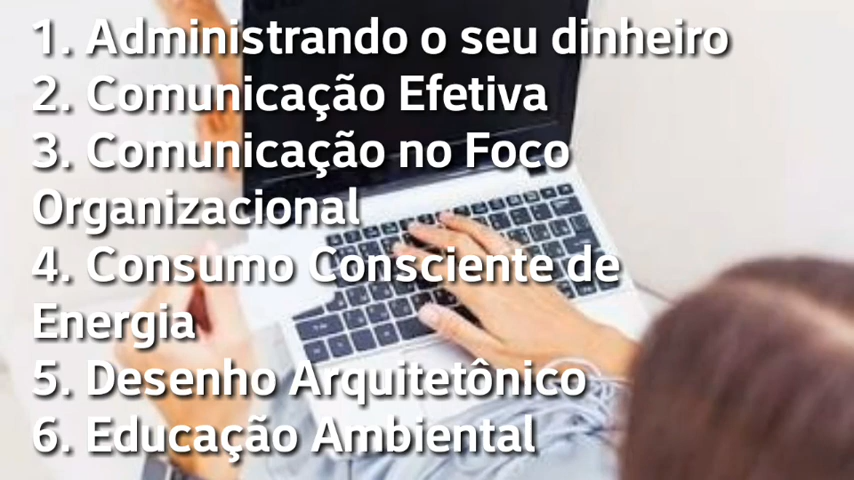 1. Administrando o seu dinheiro
2. Comunicação Efetiva
3. Comunicação no Foco
Organizacional
4. Consumo Consciente de
Energia
5. Desenho Arquitetônico
6. Educação Ambiental